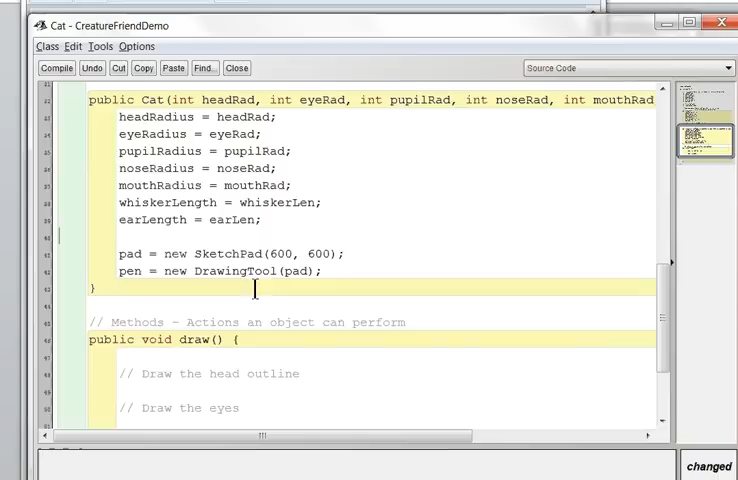 Cat - CreatureFriendDemo
Class Edit Tools Options
Compile Undo Cut Copy Paste Find... Close Source Code
public Cat(int headRad, int eyeRad, int pupilRad, int noseRad, int mouthRad
headRadius = headRad;
eyeRadius = eyeRad;
pupilRadius = pupilRad;
noseRadius = noseRad;
mouthRadius = mouthRad;
whiskerLength = whiskerLen;
earLength = earLen;
pad = new SketchPad(600, 600);
pen = new DrawingTool(pad);
}
// Methods - Actions an object can perform
public void draw() {
// Draw the head outline
// Draw the eyes
changed